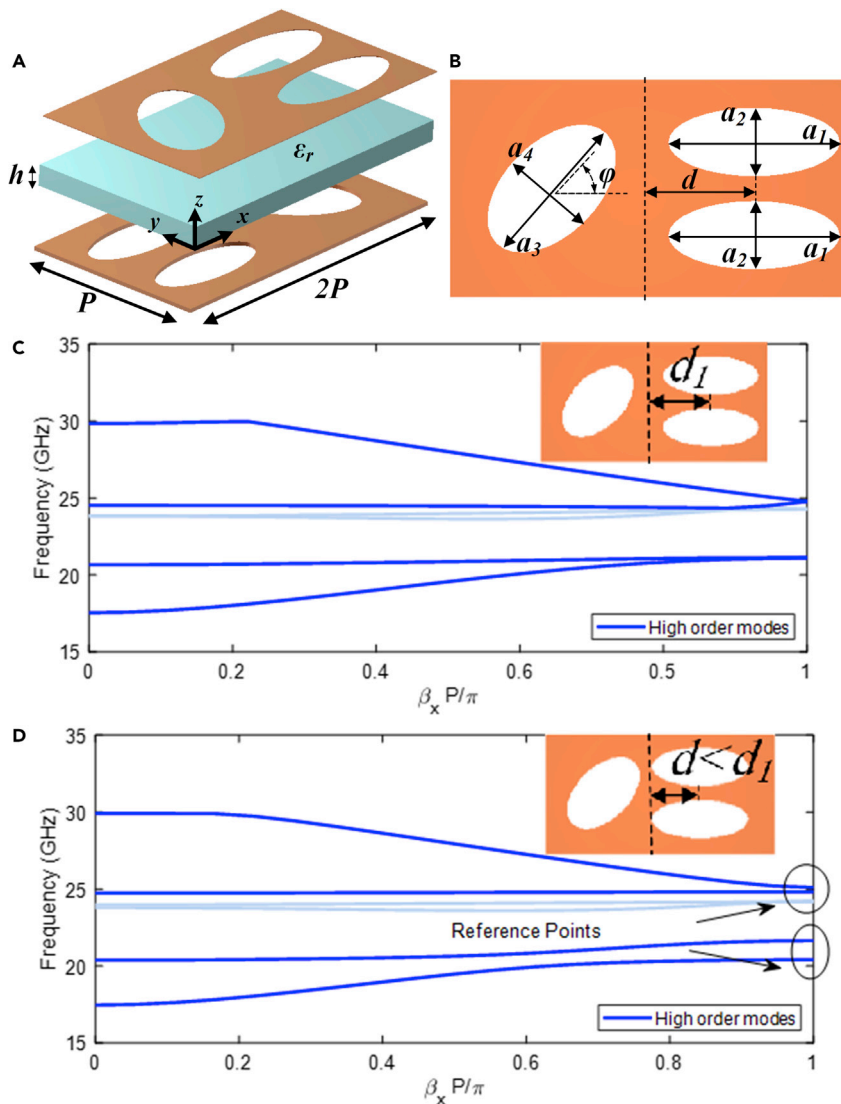 A
B
εr
h
z
y
x
P
2P
a4
φ
a3
a2
a1
d
a2
a1
C
35
30
25
20
15
Frequency (GHz)
d1
High order modes
0
0.2
0.4
0.6
0.5
1
βx P/π
D
35
30
25
20
15
Frequency (GHz)
d<d1
Reference Points
High order modes
0
0.2
0.4
0.6
0.8
1
βx P/π